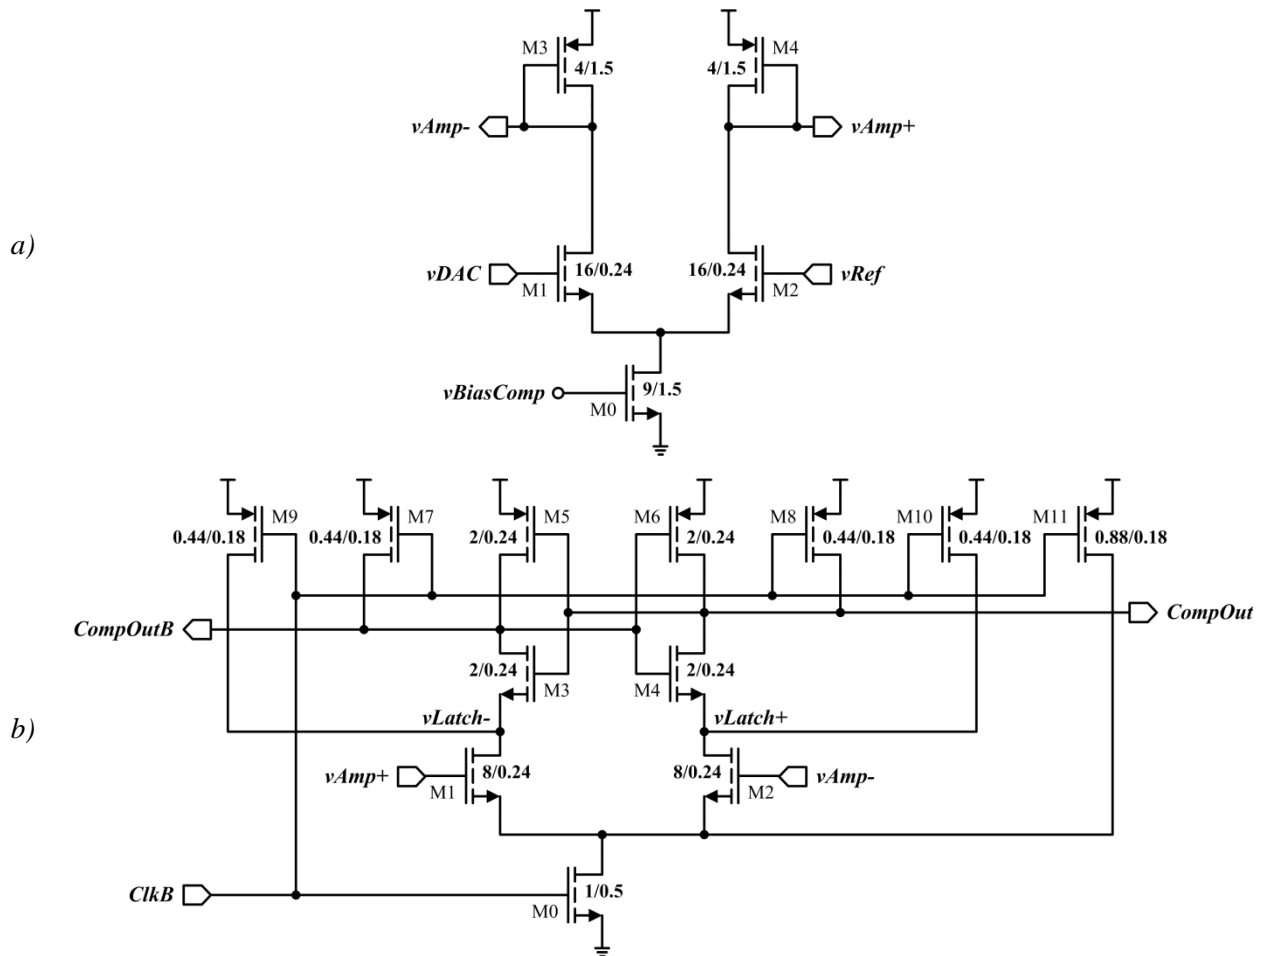 M3 M4
4/1.5 4/1.5
vAmp- vAmp+
a)
vDAC 16/0.24 16/0.24 vRef
M1 M2
vBiasComp 9/1.5
M0
M9 M7 M5 M6 M8 M10 M11
0.44/0.18 0.44/0.18 2/0.24 2/0.24 0.44/0.18 0.44/0.18 0.88/0.18
CompOut
CompOutB
2/0.24 2/0.24
M3 M4
vLatch- vLatch+
b)
vAmp+ 8/0.24 8/0.24 vAmp-
M1 M2
ClkB 1/0.5
M0